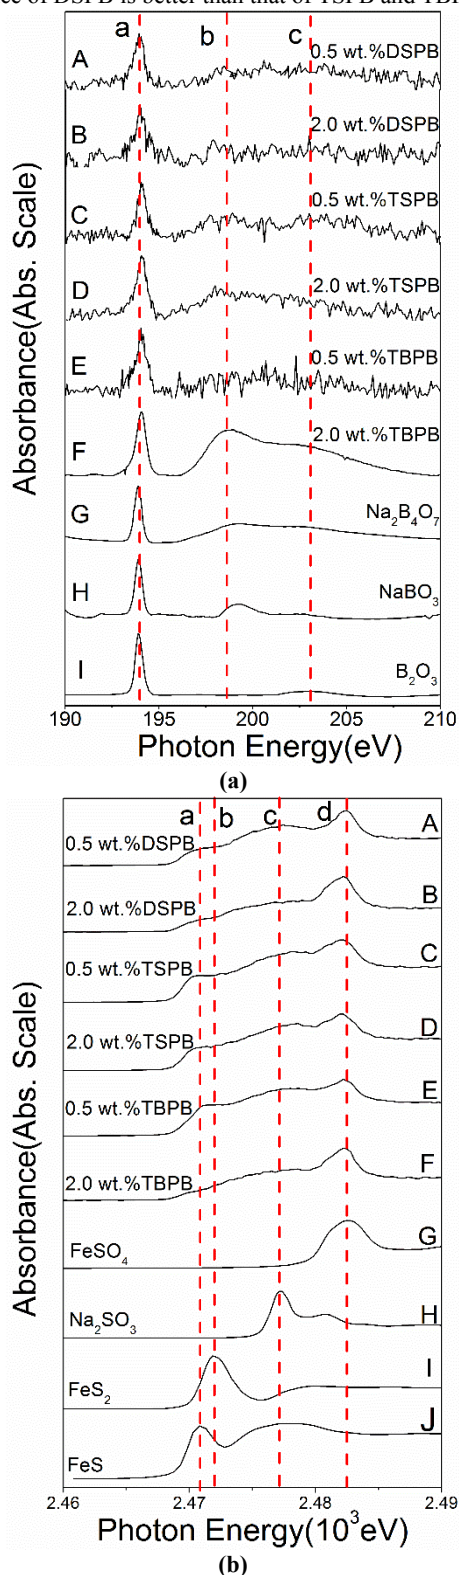 ce of DSPB is better than that of TSPB and TBP
a b c
A 0.5 wt.%DSPB
B 2.0 wt.%DSPB
C 0.5 wt.%TSPB
D 2.0 wt.%TSPB
E 0.5 wt.%TBPB
F 2.0 wt.%TBPB
G Na2B4O7
H NaBO3
I B2O3
Absorbance(Abs. Scale)
190 195 200 205 210
Photon Energy(eV)
(a)
a b c d
0.5 wt.%DSPB A
2.0 wt.%DSPB B
0.5 wt.%TSPB C
2.0 wt.%TSPB D
0.5 wt.%TBPB E
2.0 wt.%TBPB F
FeSO4 G
Na2SO3 H
FeS2 I
FeS J
Absorbance(Abs. Scale)
2.46 2.47 2.48 2.49
Photon Energy(10³eV)
(b)